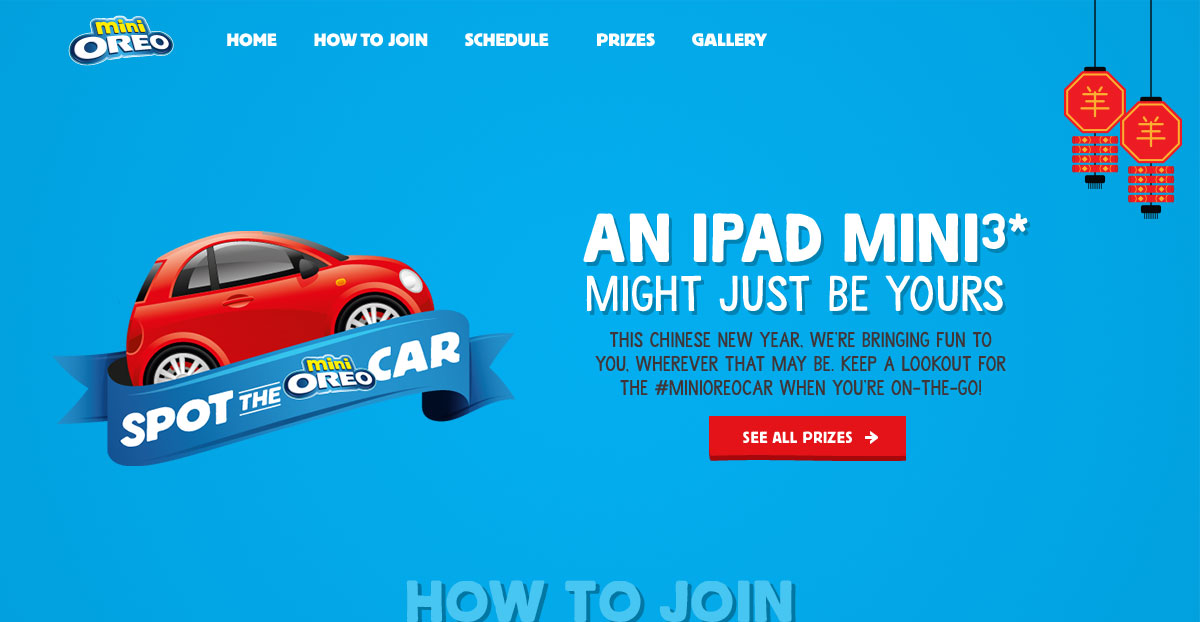 mini
OREO
HOME HOW TO JOIN SCHEDULE PRIZES GALLERY
羊
羊
AN IPAD MINI3*
MIGHT JUST BE YOURS
THIS CHINESE NEW YEAR, WE'RE BRINGING FUN TO
YOU, WHEREVER THAT MAY BE. KEEP A LOOKOUT FOR
THE #MINIOREOCAR WHEN YOU'RE ON-THE-GO!
SEE ALL PRIZES
SPOT THE mini OREO CAR
HOW TO JOIN